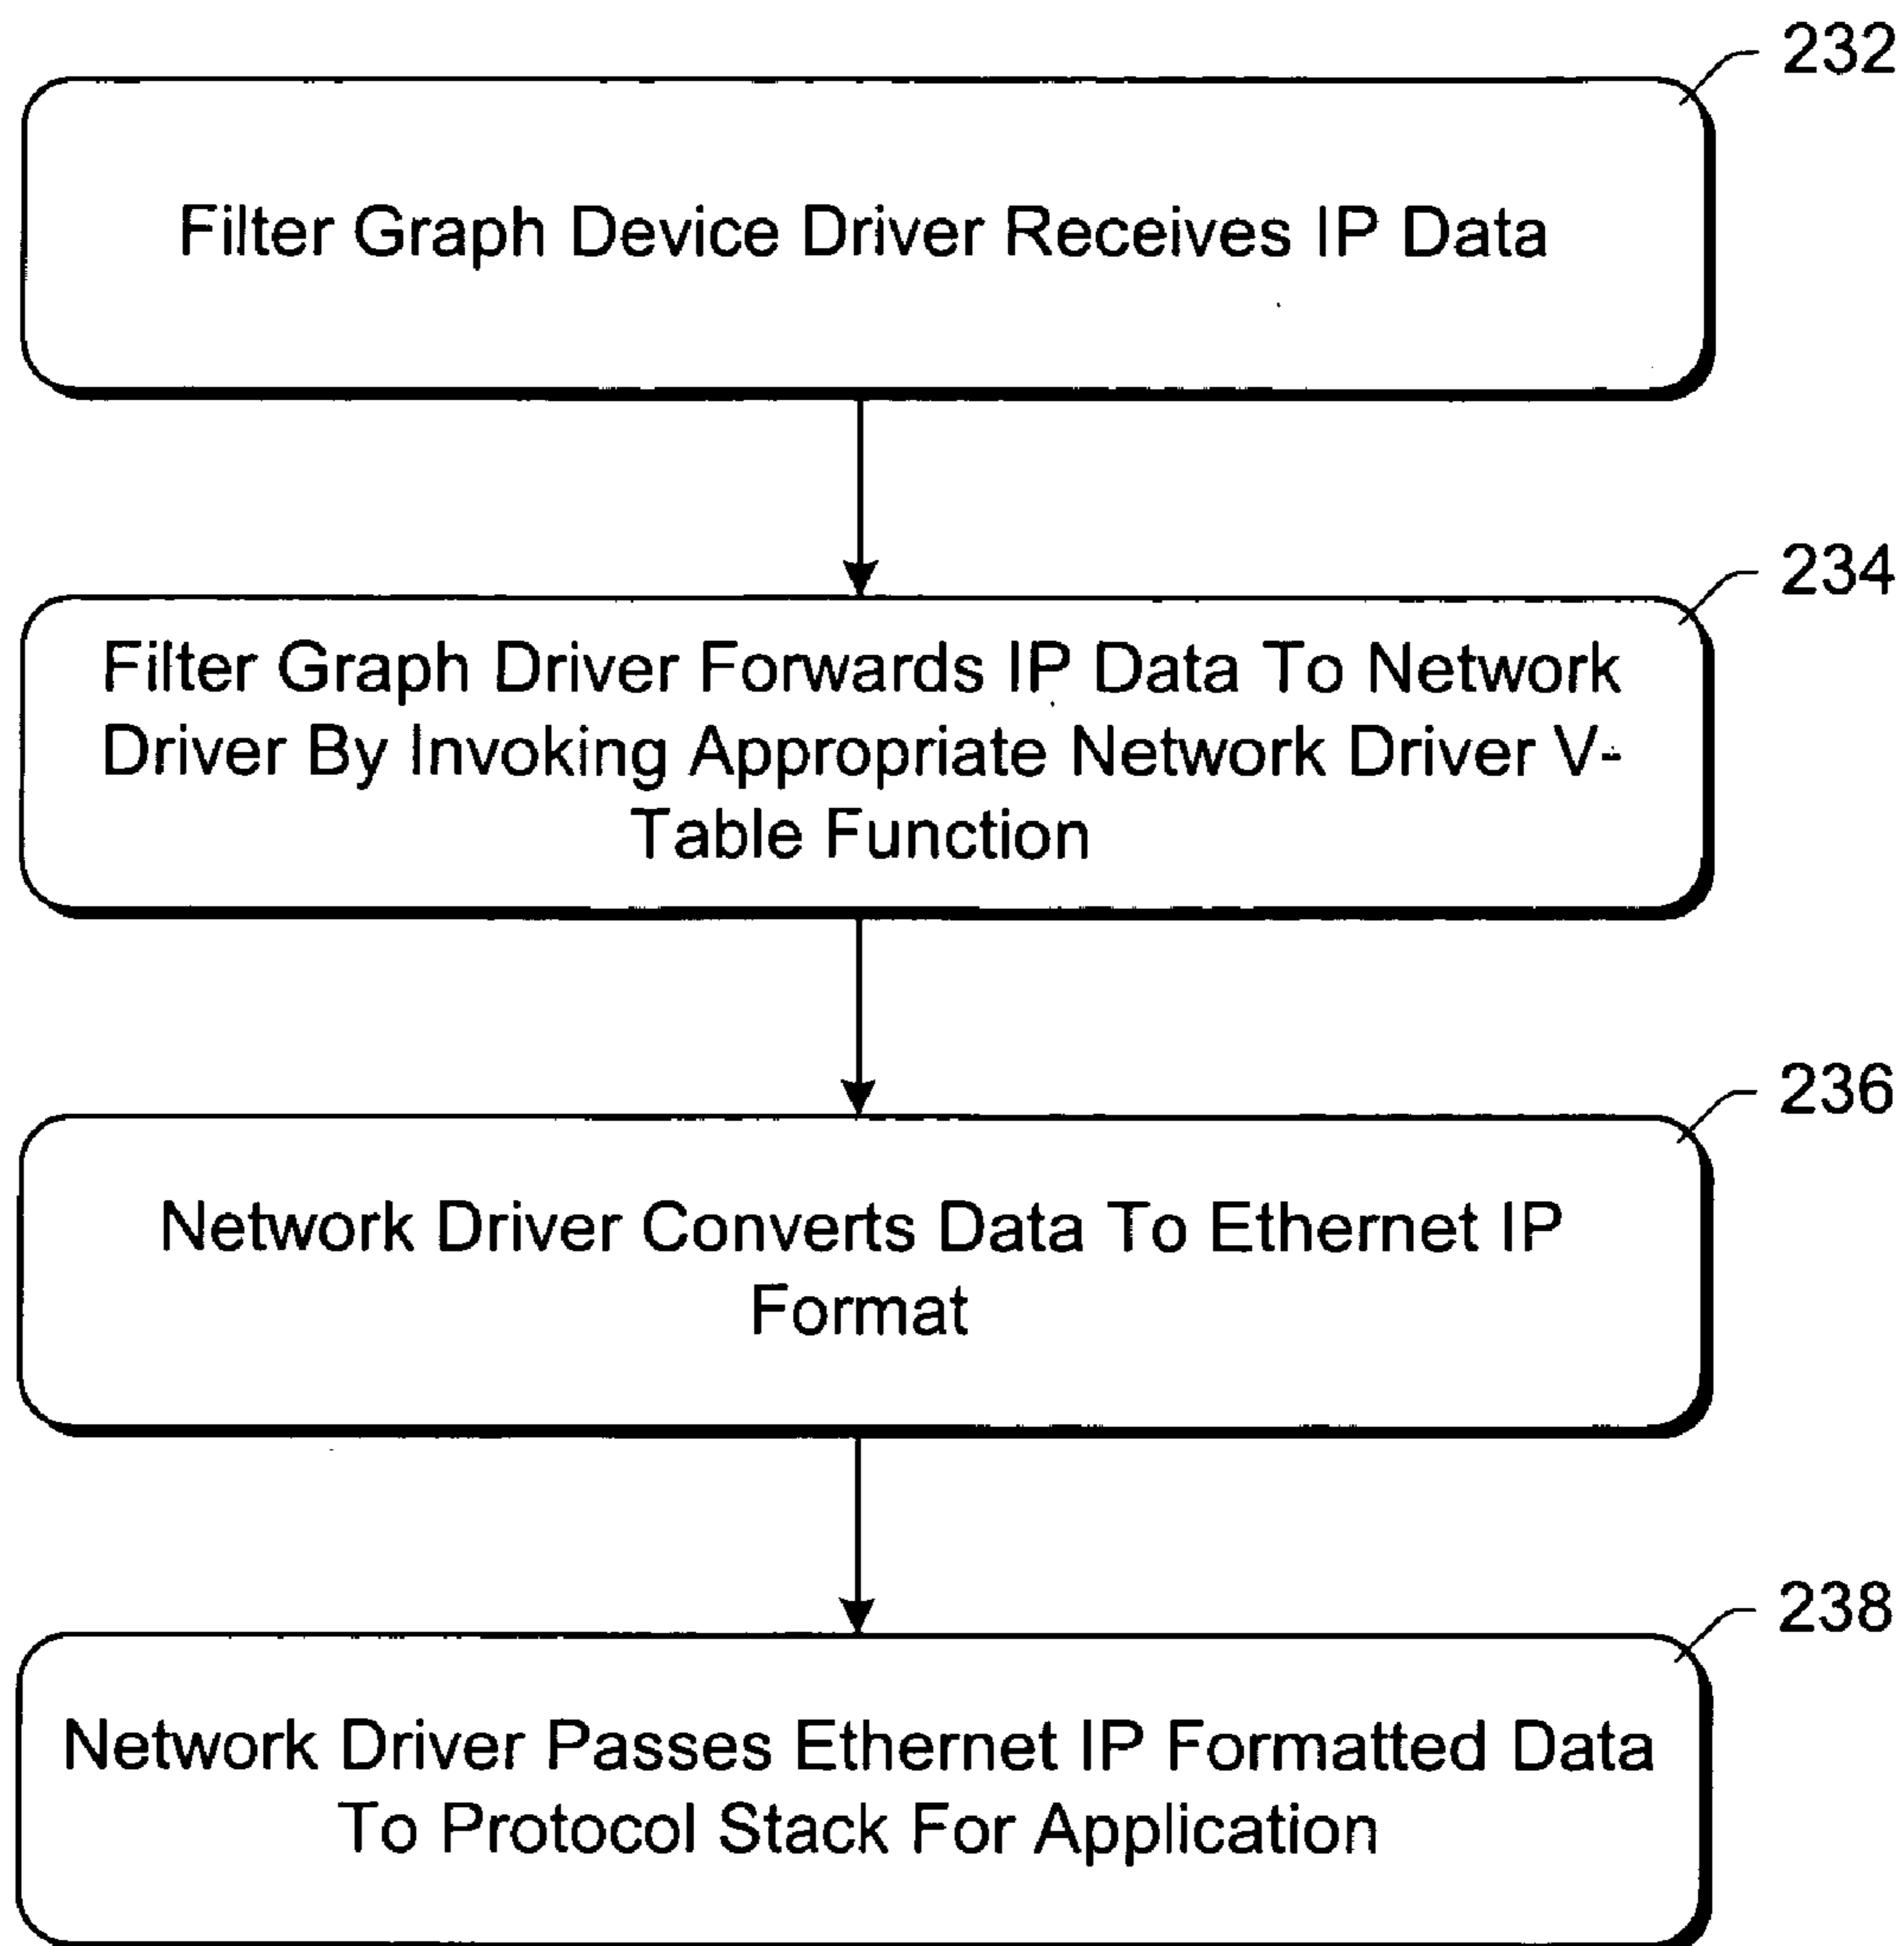 232
Filter Graph Device Driver Receives IP Data
234
Filter Graph Driver Forwards IP Data To Network
Driver By Invoking Appropriate Network Driver V-
Table Function
236
Network Driver Converts Data To Ethernet IP
Format
238
Network Driver Passes Ethernet IP Formatted Data
To Protocol Stack For Application